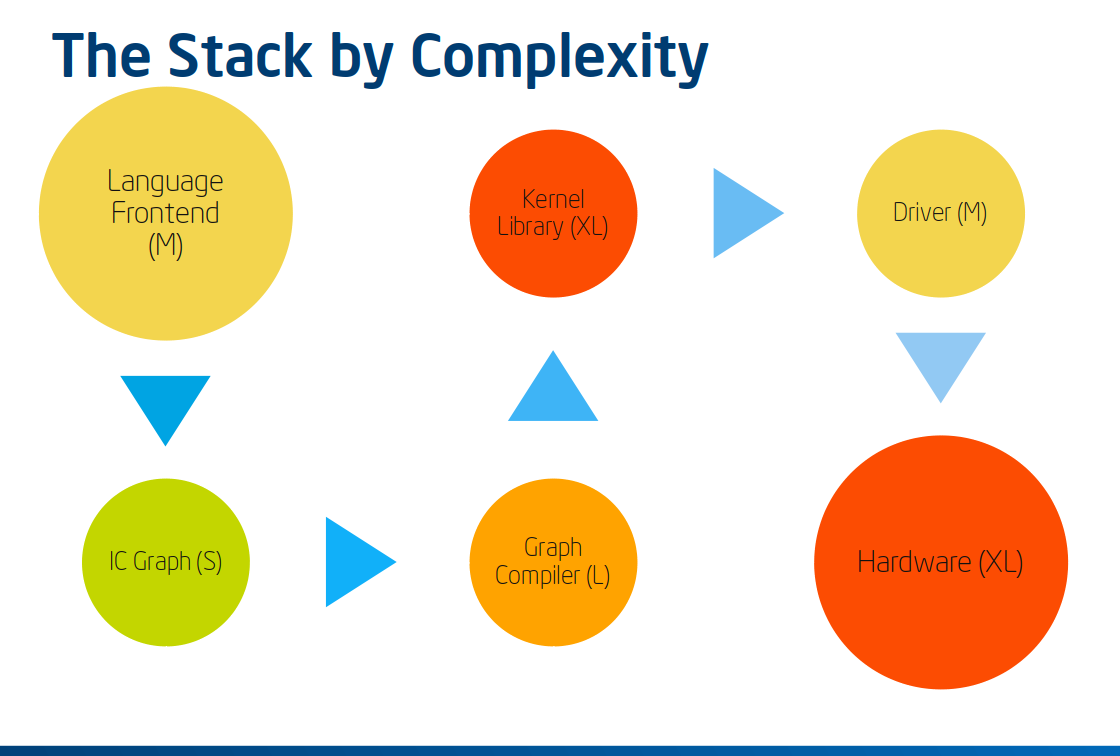 The Stack by Complexity
Language
Frontend
(M)
IC Graph (S)
Graph
Compiler (L)
Kernel
Library (XL)
Driver (M)
Hardware (XL)